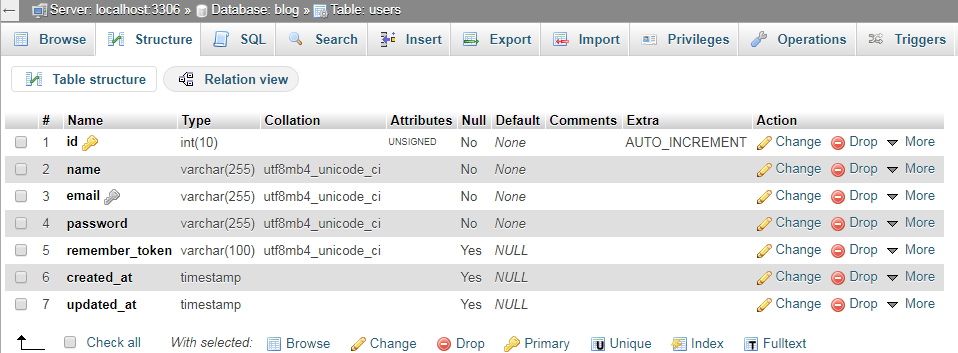 ← Server: localhost:3306 » Database: blog » Table: users
Browse Structure SQL Search Insert Export Import Privileges Operations Triggers
Table structure Relation view
# Name Type Collation Attributes Null Default Comments Extra Action
1 id int(10) UNSIGNED No None AUTO_INCREMENT Change Drop More
2 name varchar(255) utf8mb4_unicode_ci No None Change Drop More
3 email varchar(255) utf8mb4_unicode_ci No None Change Drop More
4 password varchar(255) utf8mb4_unicode_ci No None Change Drop More
5 remember_token varchar(100) utf8mb4_unicode_ci Yes NULL Change Drop More
6 created_at timestamp Yes NULL Change Drop More
7 updated_at timestamp Yes NULL Change Drop More
Check all With selected: Browse Change Drop Primary U Unique Index T Fulltext